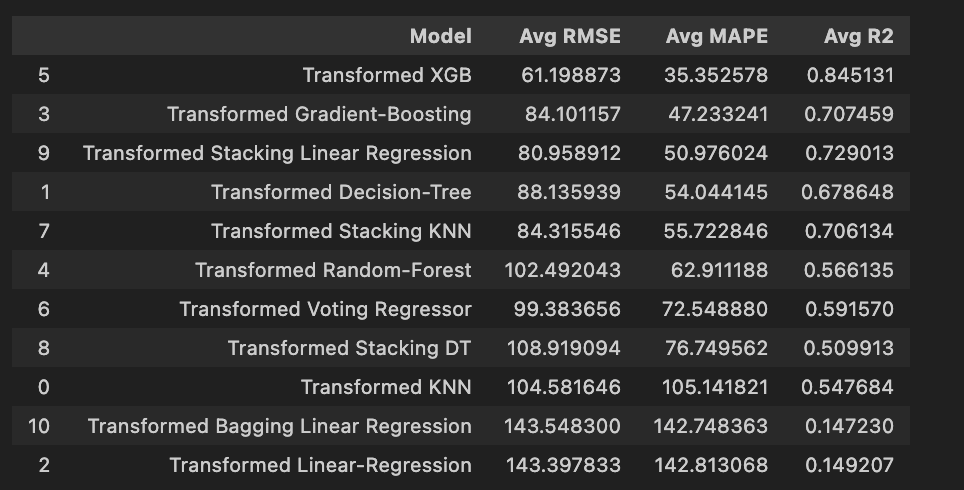 Model Avg RMSE Avg MAPE Avg R2
5 Transformed XGB 61.198873 35.352578 0.845131
3 Transformed Gradient-Boosting 84.101157 47.233241 0.707459
9 Transformed Stacking Linear Regression 80.958912 50.976024 0.729013
1 Transformed Decision-Tree 88.135939 54.044145 0.678648
7 Transformed Stacking KNN 84.315546 55.722846 0.706134
4 Transformed Random-Forest 102.492043 62.911188 0.566135
6 Transformed Voting Regressor 99.383656 72.548880 0.591570
8 Transformed Stacking DT 108.919094 76.749562 0.509913
0 Transformed KNN 104.581646 105.141821 0.547684
10 Transformed Bagging Linear Regression 143.548300 142.748363 0.147230
2 Transformed Linear-Regression 143.397833 142.813068 0.149207